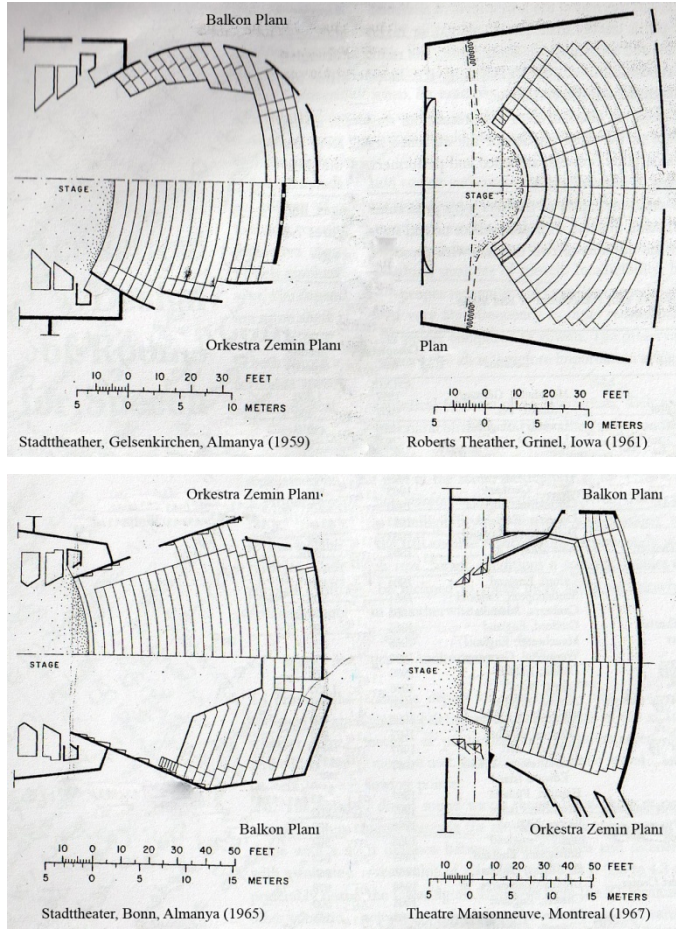 Balkon Planı
STAGE
Orkestra Zemin Planı
10 0 10 20 30 FEET
5 0 5 10 METERS
Stadttheather, Gelsenkirchen, Almanya (1959)
STAGE
Plan
10 0 10 20 30 FEET
5 0 5 10 METERS
Roberts Theather, Grinel, Iowa (1961)
Orkestra Zemin Planı
STAGE
Balkon Planı
10 0 10 20 30 40 50 FEET
5 0 5 10 15 METERS
Stadttheater, Bonn, Almanya (1965)
Balkon Planı
STAGE
Orkestra Zemin Planı
10 0 10 20 30 40 50 FEET
5 0 5 10 15 METERS
Theatre Maisonneuve, Montreal (1967)